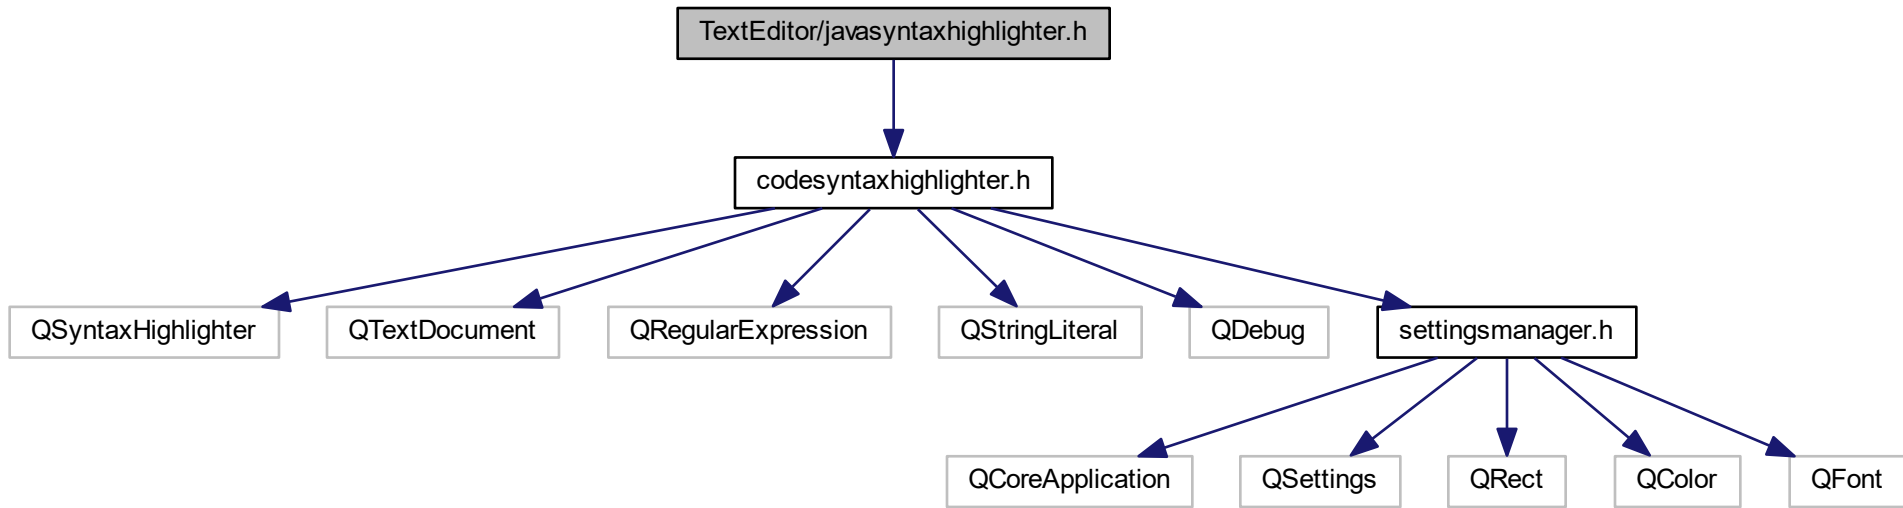 TextEditor/javasyntaxhighlighter.h
codesyntaxhighlighter.h
QSyntaxHighlighter
QTextDocument
QRegularExpression
QStringLiteral
QDebug
settingsmanager.h
QCoreApplication
QSettings
QRect
QColor
QFont